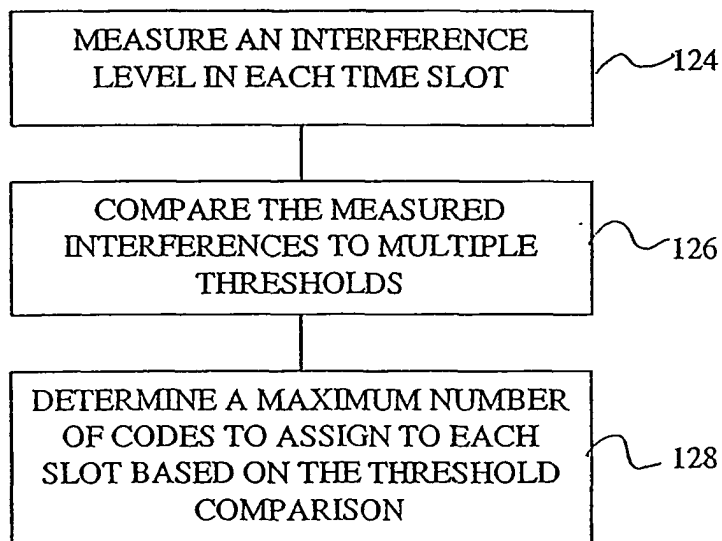 MEASURE AN INTERFERENCE
LEVEL IN EACH TIME SLOT
124
COMPARE THE MEASURED
INTERFERENCES TO MULTIPLE
THRESHOLDS
126
DETERMINE A MAXIMUM NUMBER
OF CODES TO ASSIGN TO EACH
SLOT BASED ON THE THRESHOLD
COMPARISON
128